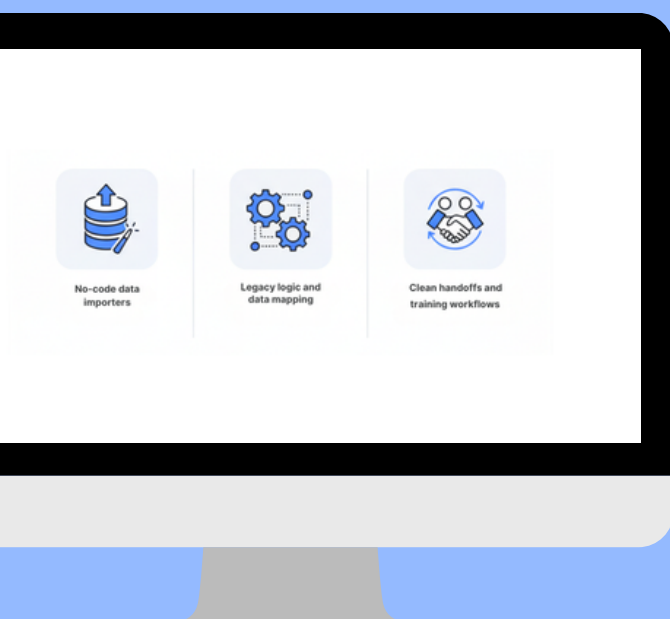 No-code data
importers
Legacy logic and
data mapping
Clean handoffs and
training workflows